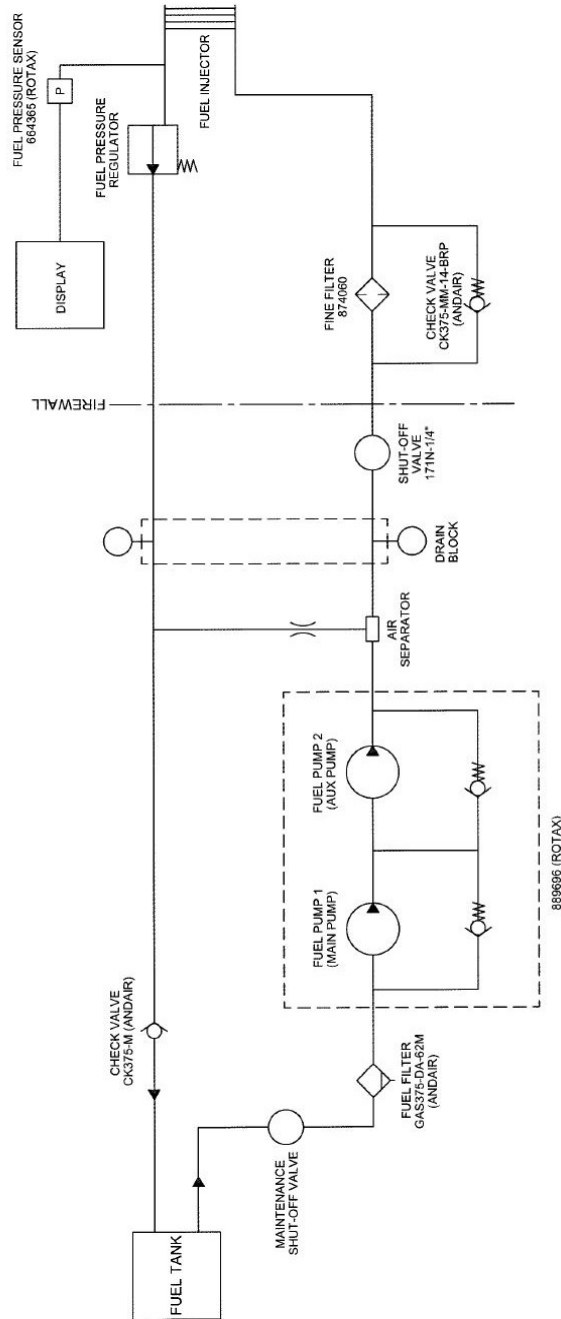 FUEL TANK
MAINTENANCE
SHUT-OFF VALVE
CHECK VALVE
CK375-M (ANDAIR)
FUEL FILTER
GAS375-DA-62M
(ANDAIR)
FUEL PUMP 1
(MAIN PUMP)
FUEL PUMP 2
(AUX PUMP)
889696 (ROTAX)
AIR
SEPARATOR
DRAIN
BLOCK
SHUT-OFF
VALVE
171N-1/4"
FIREWALL
FINE FILTER
874060
CHECK VALVE
CK375-MM-14-BRP
(ANDAIR)
DISPLAY
FUEL PRESSURE SENSOR
664365 (ROTAX)
P
FUEL PRESSURE
REGULATOR
FUEL INJECTOR